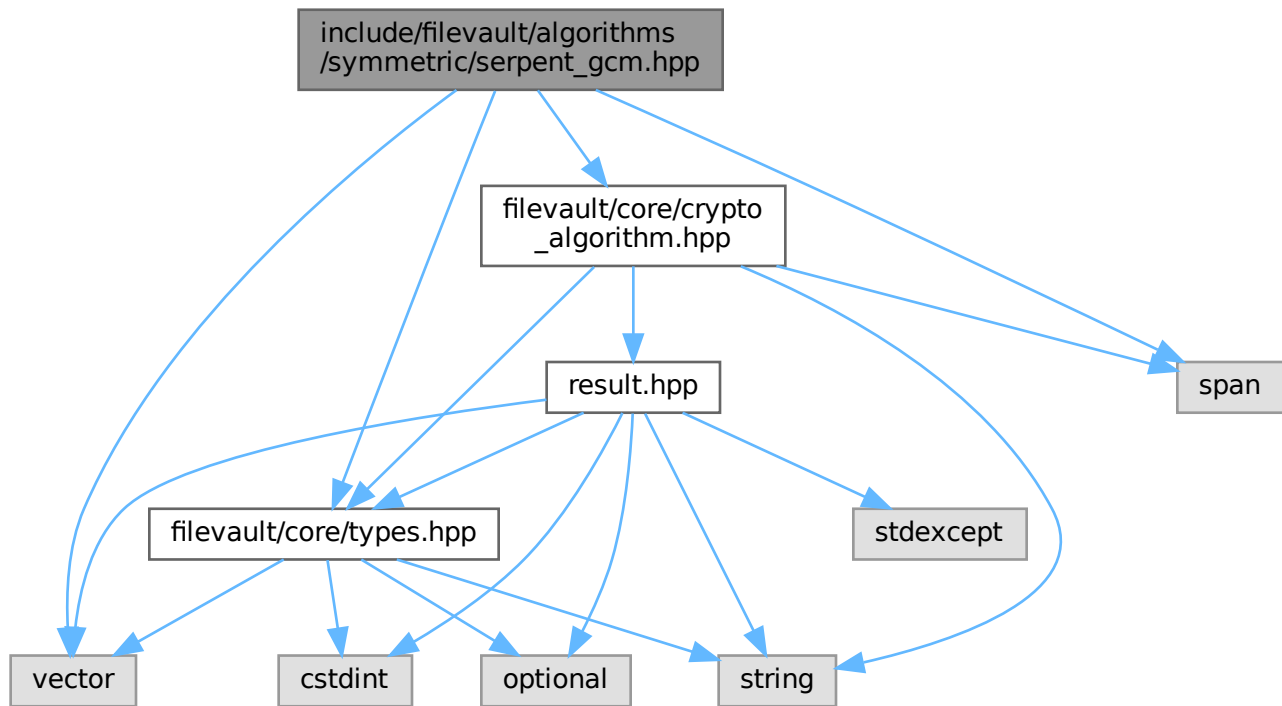 include/filevault/algorithms
/symmetric/serpent_gcm.hpp
filevault/core/crypto
_algorithm.hpp
result.hpp
span
filevault/core/types.hpp
stdexcept
vector
cstdint
optional
string